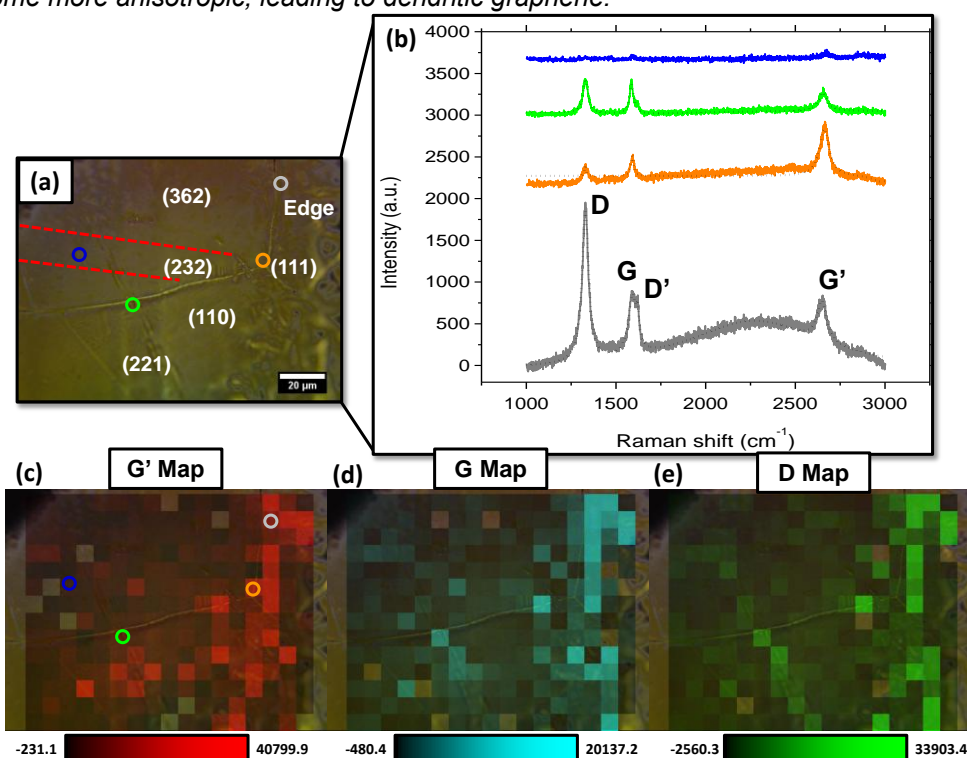 ome more anisotropic, leading to dendritic graphene.
(a)
(362)
Edge
(232)
(111)
(110)
(221)
20 µm
(b)
4000
3500
3000
2500
2000
1500
1000
500
0
Intensity (a.u.)
D
G
D’
G’
1000
1500
2000
2500
3000
Raman shift (cm-1)
(c)
G’ Map
(d)
G Map
(e)
D Map
-231.1
40799.9
-480.4
20137.2
-2560.3
33903.4